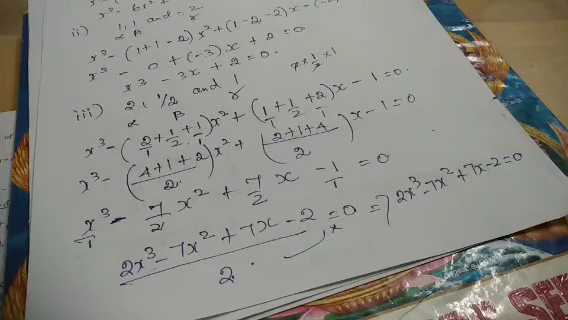 x³ - 6x²
ii) 1, 1 and -2
α β γ
x³ - (1+1-2)x² + (1-2-2)x - (-2)
x³ - 0 + (-3)x + 2 = 0
x³ - 3x + 2 = 0.
iii) 2, 1/2 and 1
α β γ
x³ - (2/1 + 1/2 + 1/1)x² + (1/1 + 1/2 + 2/1)x - 1 = 0.
x³ - ((4+1+2)/2)x² + ((2+1+4)/2)x - 1 = 0
x³/1 - 7/2 x² + 7/2 x - 1/1 = 0
(2x³ - 7x² + 7x - 2)/2 = 0 => 2x³ - 7x² + 7x - 2 = 0